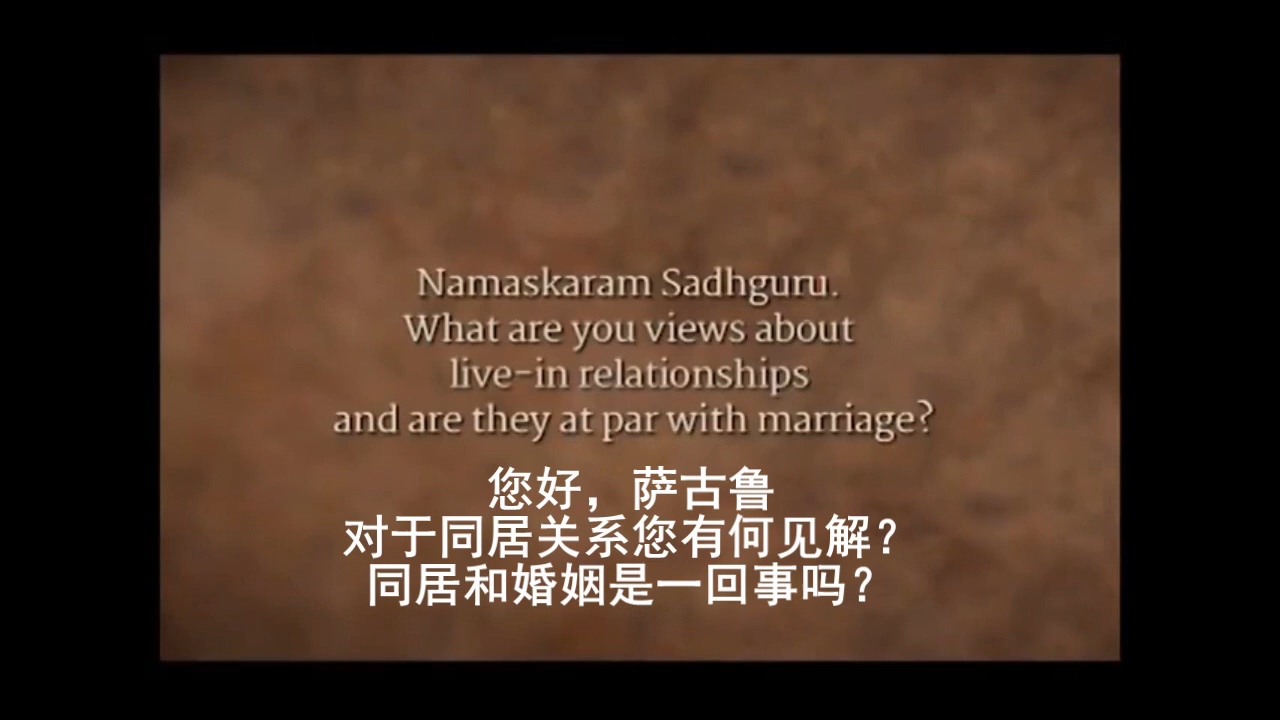 Namaskaram Sadhguru.
What are you views about
live-in relationships
and are they at par with marriage?
您好，萨古鲁
对于同居关系您有何见解？
同居和婚姻是一回事吗？